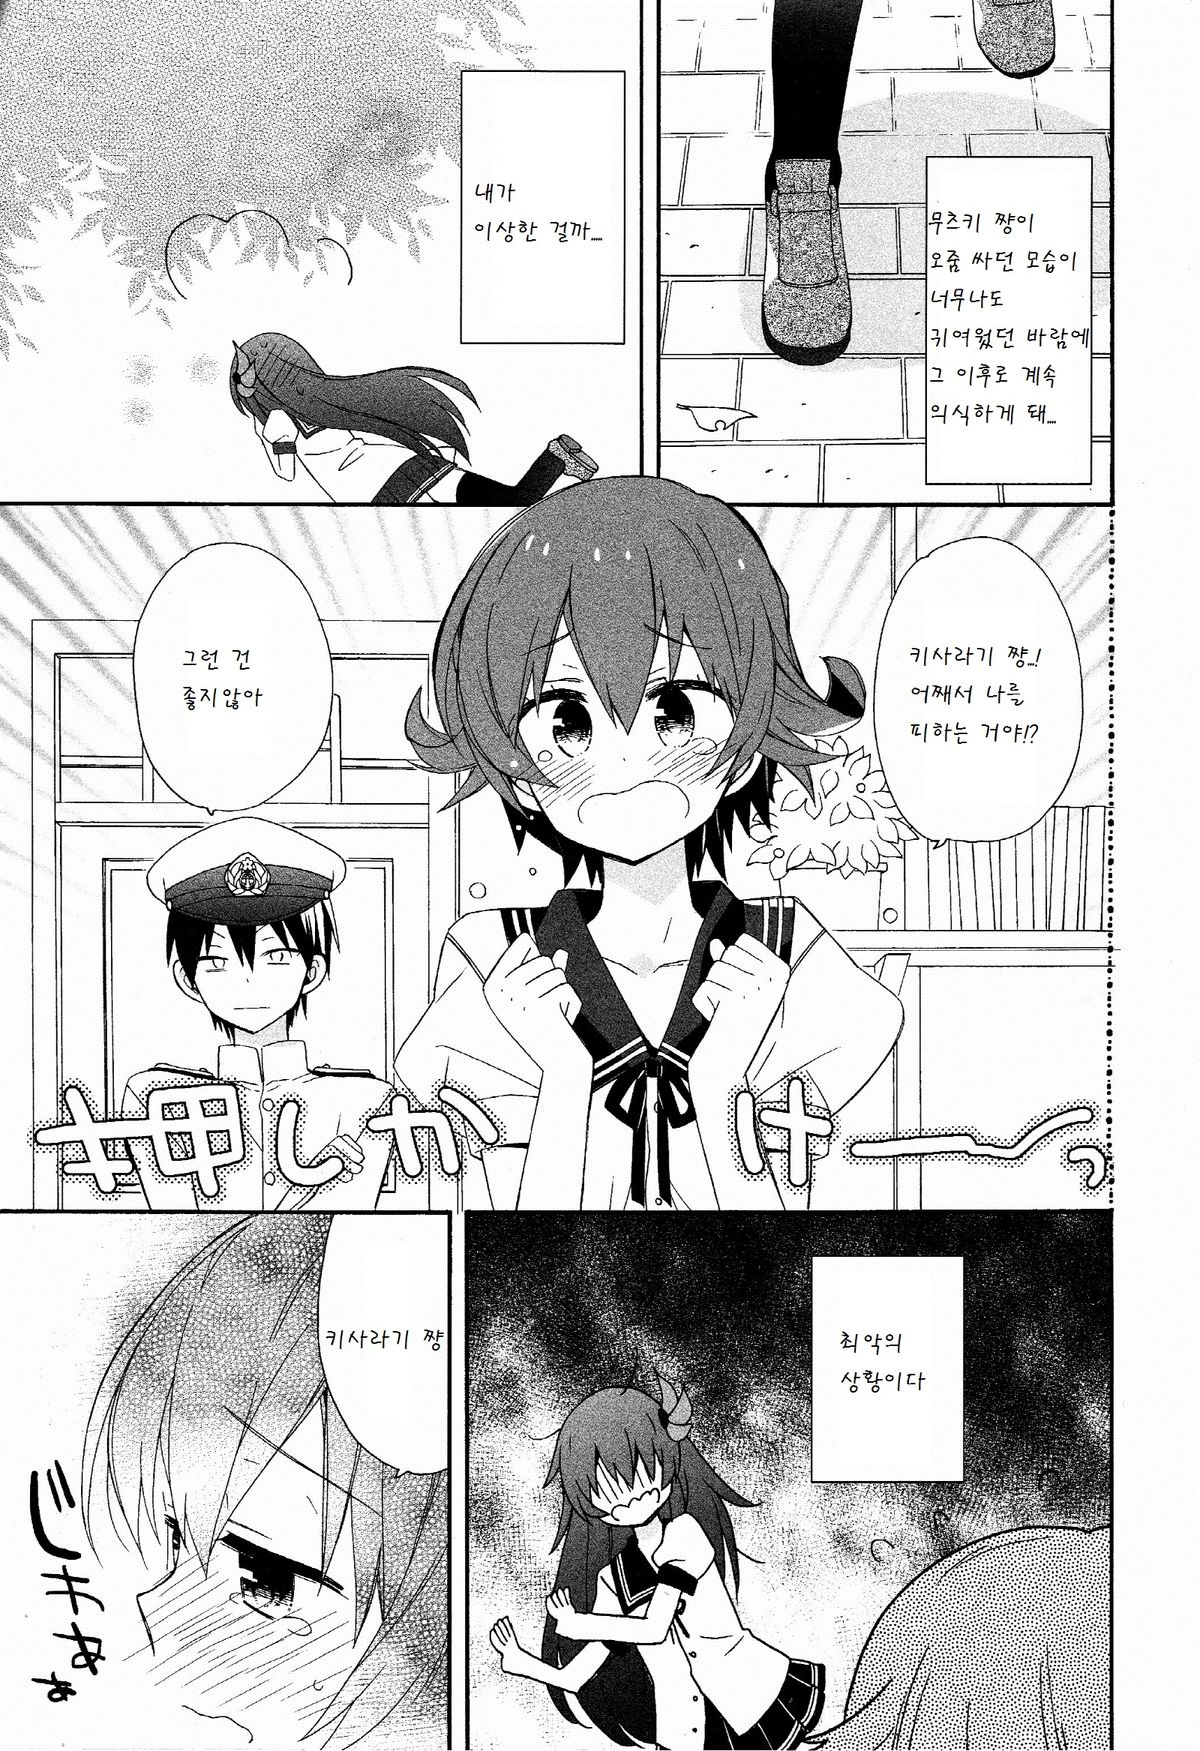 무츠키 쨩이
오줌 싸던 모습이
너무나도
귀여웠던 바람에
그 이후로 계속
의식하게 돼....
내가
이상한 걸까....
키사라기 쨩...!
어째서 나를
피하는 거야!?
그런 건
좋지않아
押しかけーっ
최악의
상황이다
키사라기 쨩